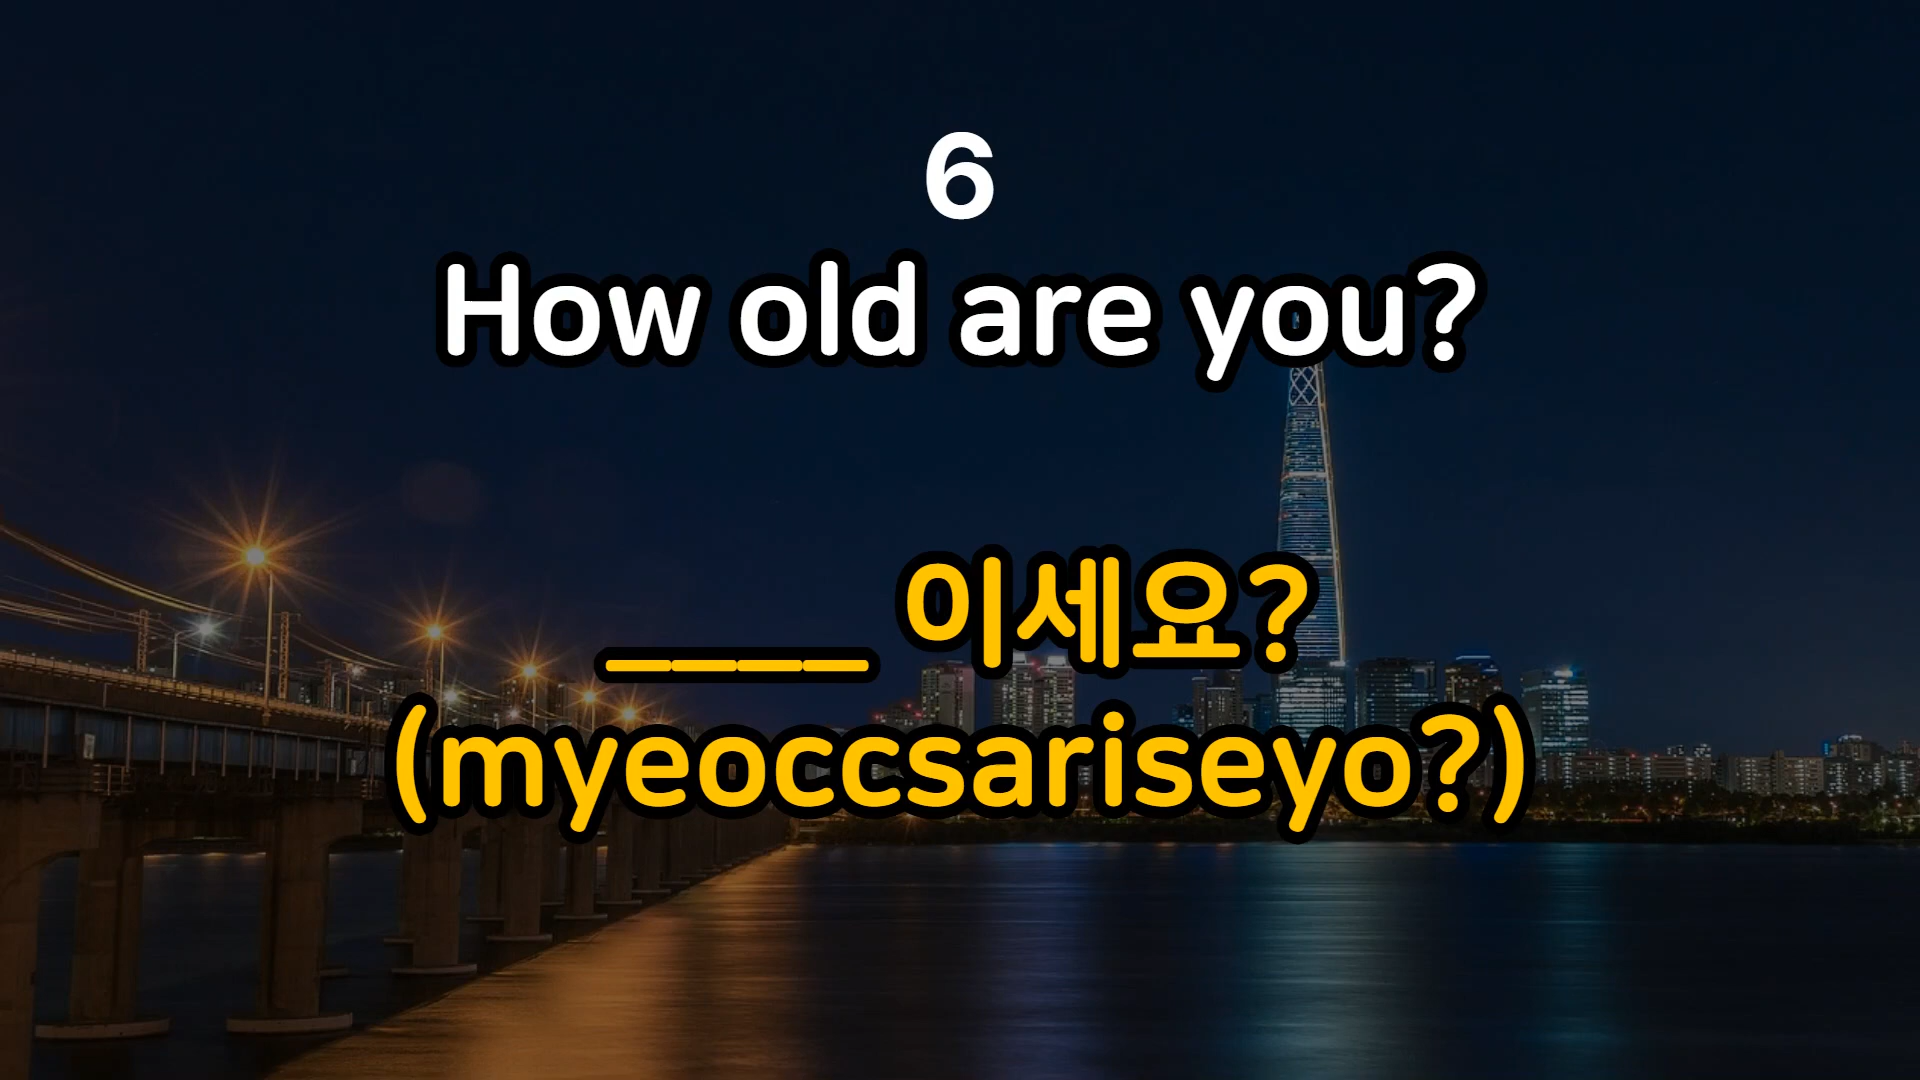 6
How old are you?
____ 이세요?
(myeoccsariseyo?)